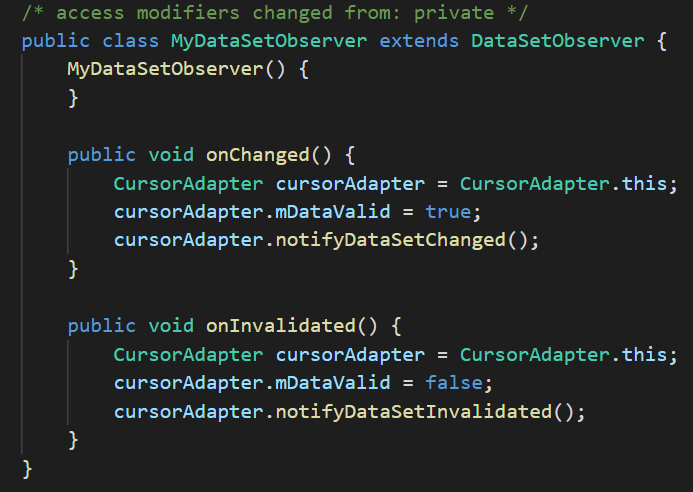 /* access modifiers changed from: private */
public class MyDataSetObserver extends DataSetObserver {
    MyDataSetObserver() {
    }

    public void onChanged() {
        CursorAdapter cursorAdapter = CursorAdapter.this;
        cursorAdapter.mDataValid = true;
        cursorAdapter.notifyDataSetChanged();
    }

    public void onInvalidated() {
        CursorAdapter cursorAdapter = CursorAdapter.this;
        cursorAdapter.mDataValid = false;
        cursorAdapter.notifyDataSetInvalidated();
    }
}